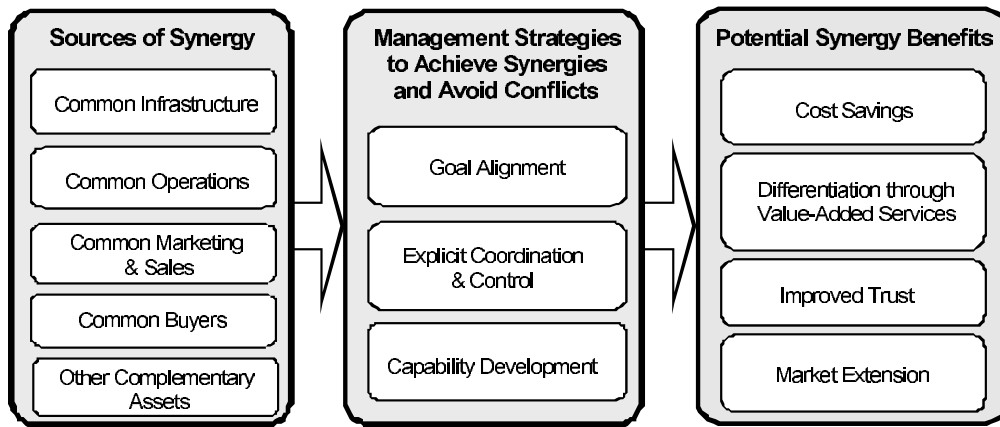 Sources of Synergy
Common Infrastructure
Common Operations
Common Marketing
& Sales
Common Buyers
Other Complementary
Assets
Management Strategies
to Achieve Synergies
and Avoid Conflicts
Goal Alignment
Explicit Coordination
& Control
Capability Development
Potential Synergy Benefits
Cost Savings
Differentiation through
Value-Added Services
Improved Trust
Market Extension